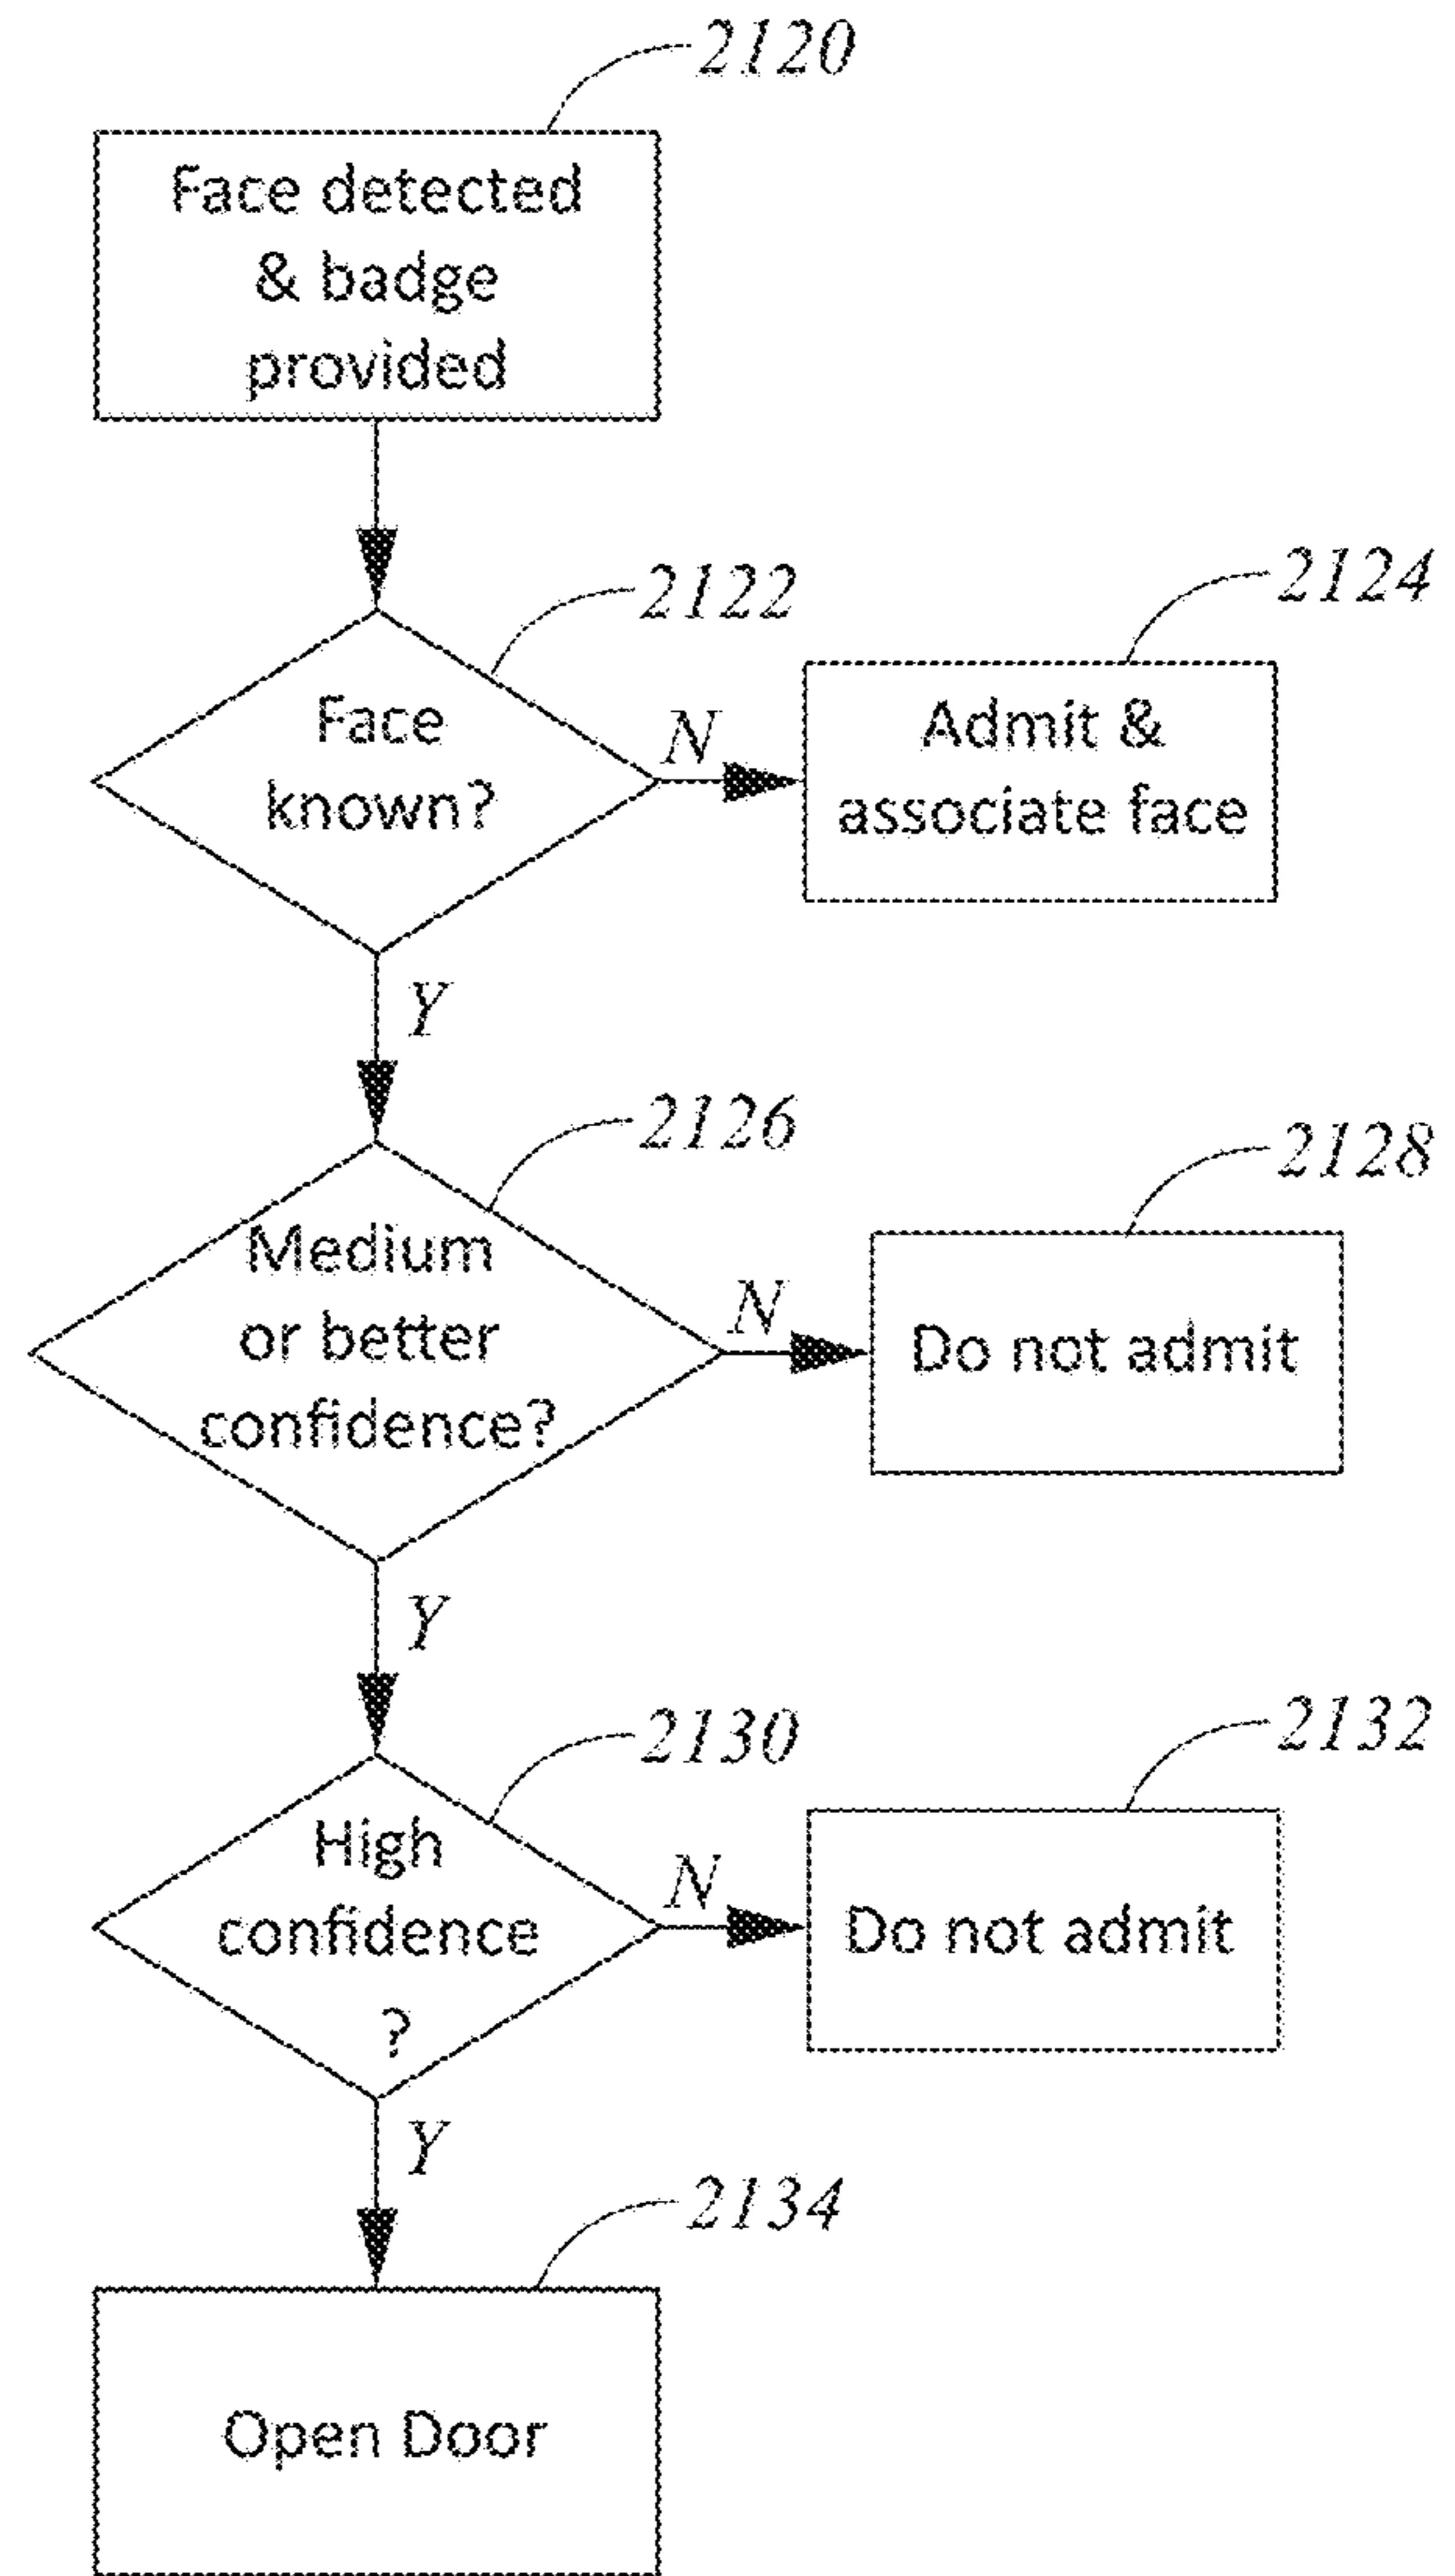 2120
Face detected
& badge
provided
2122
Face
known?
N
2124
Admit &
associate face
Y
2126
Medium
or better
confidence?
N
2128
Do not admit
Y
2130
High
confidence
?
N
2132
Do not admit
Y
2134
Open Door